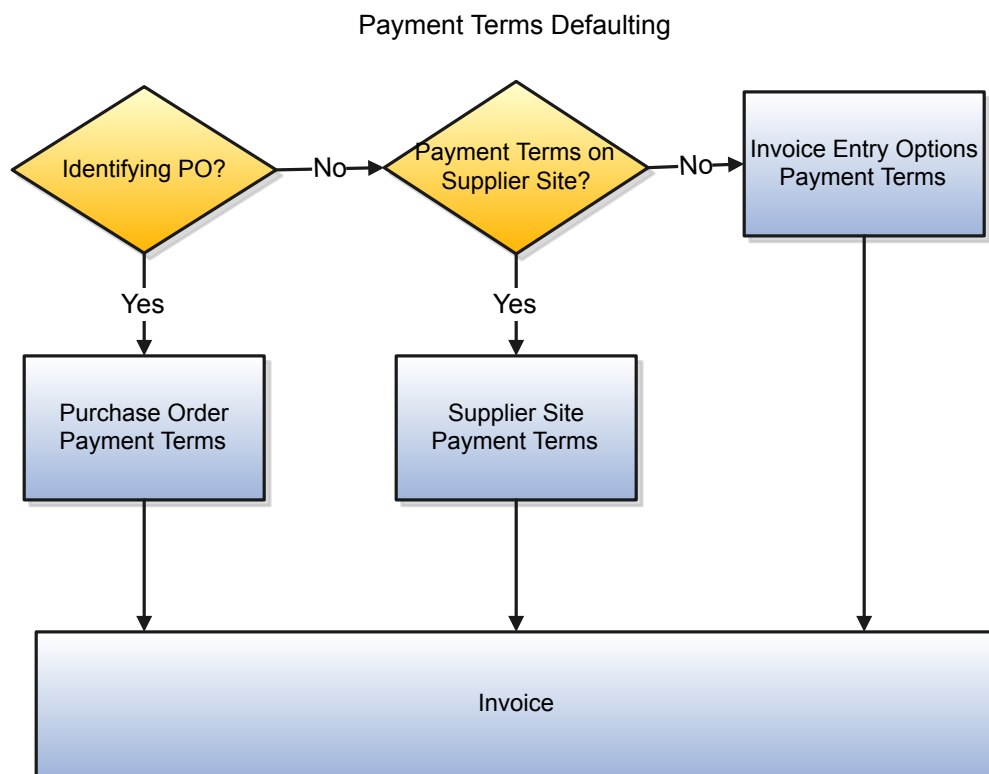 Payment Terms Defaulting
Identifying PO?
No
Payment Terms on
Supplier Site?
No
Invoice Entry Options
Payment Terms
Yes
Yes
Purchase Order
Payment Terms
Supplier Site
Payment Terms
Invoice